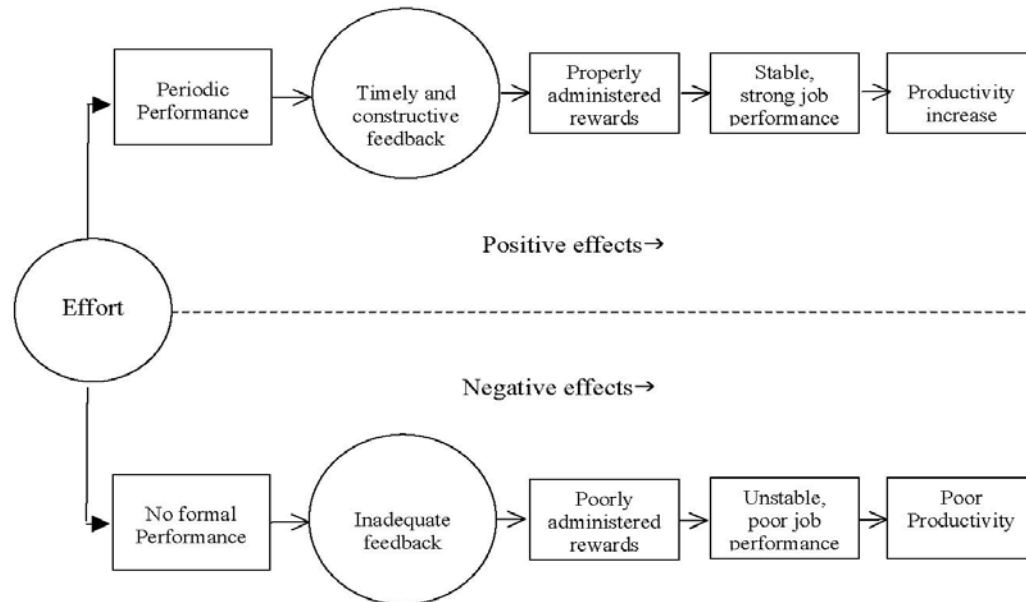 Periodic
Performance
Timely and
constructive
feedback
Properly
administered
rewards
Stable,
strong job
performance
Productivity
increase
Positive effects→
Effort
Negative effects→
No formal
Performance
Inadequate
feedback
Poorly
administered
rewards
Unstable,
poor job
performance
Poor
Productivity